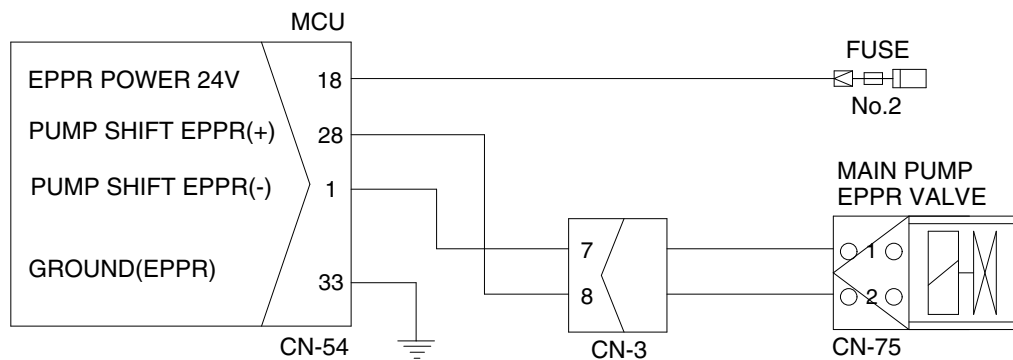 MCU
FUSE
EPPR POWER 24V
18
No.2
PUMP SHIFT EPPR(+)
28
PUMP SHIFT EPPR(-)
1
MAIN PUMP
EPPR VALVE
7
1
GROUND(EPPR)
33
8
2
CN-54
CN-3
CN-75